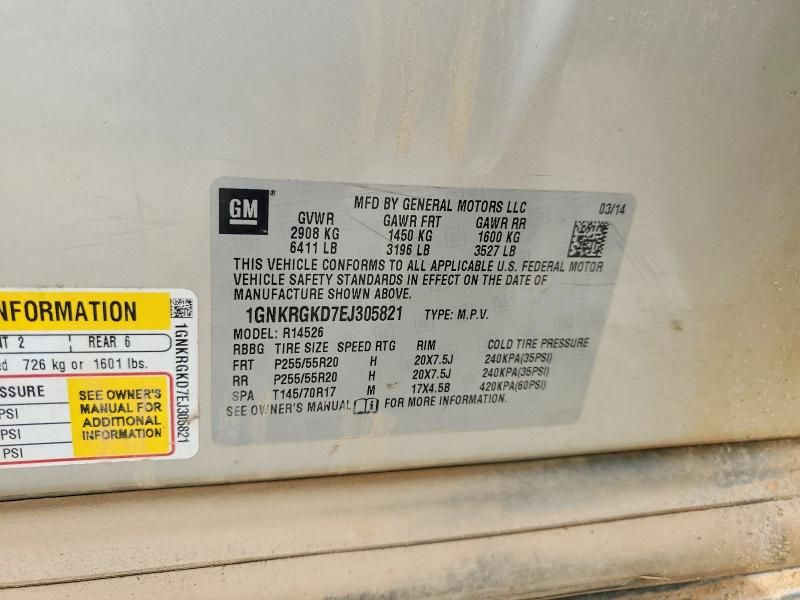 GM ®
MFD BY GENERAL MOTORS LLC
03/14
GVWR GAWR FRT GAWR RR
2908 KG 1450 KG 1600 KG
6411 LB 3196 LB 3527 LB
THIS VEHICLE CONFORMS TO ALL APPLICABLE U.S. FEDERAL MOTOR
VEHICLE SAFETY STANDARDS IN EFFECT ON THE DATE OF
MANUFACTURE SHOWN ABOVE.
1GNKRGKD7EJ305821 TYPE: M.P.V.
MODEL: R14526
RBBG TIRE SIZE SPEED RTG RIM COLD TIRE PRESSURE
FRT P255/55R20 H 20X7.5J 240KPA(35PSI)
RR P255/55R20 H 20X7.5J 240KPA(35PSI)
SPA T145/70R17 M 17X4.5B 420KPA(60PSI)
SEE OWNER'S MANUAL FOR MORE INFORMATION.
NFORMATION
NT 2 REAR 6
ed 726 kg or 1601 lbs.
SSURE
PSI
PSI
PSI
SEE OWNER'S
MANUAL FOR
ADDITIONAL
INFORMATION
1GNKRGKD7EJ305821